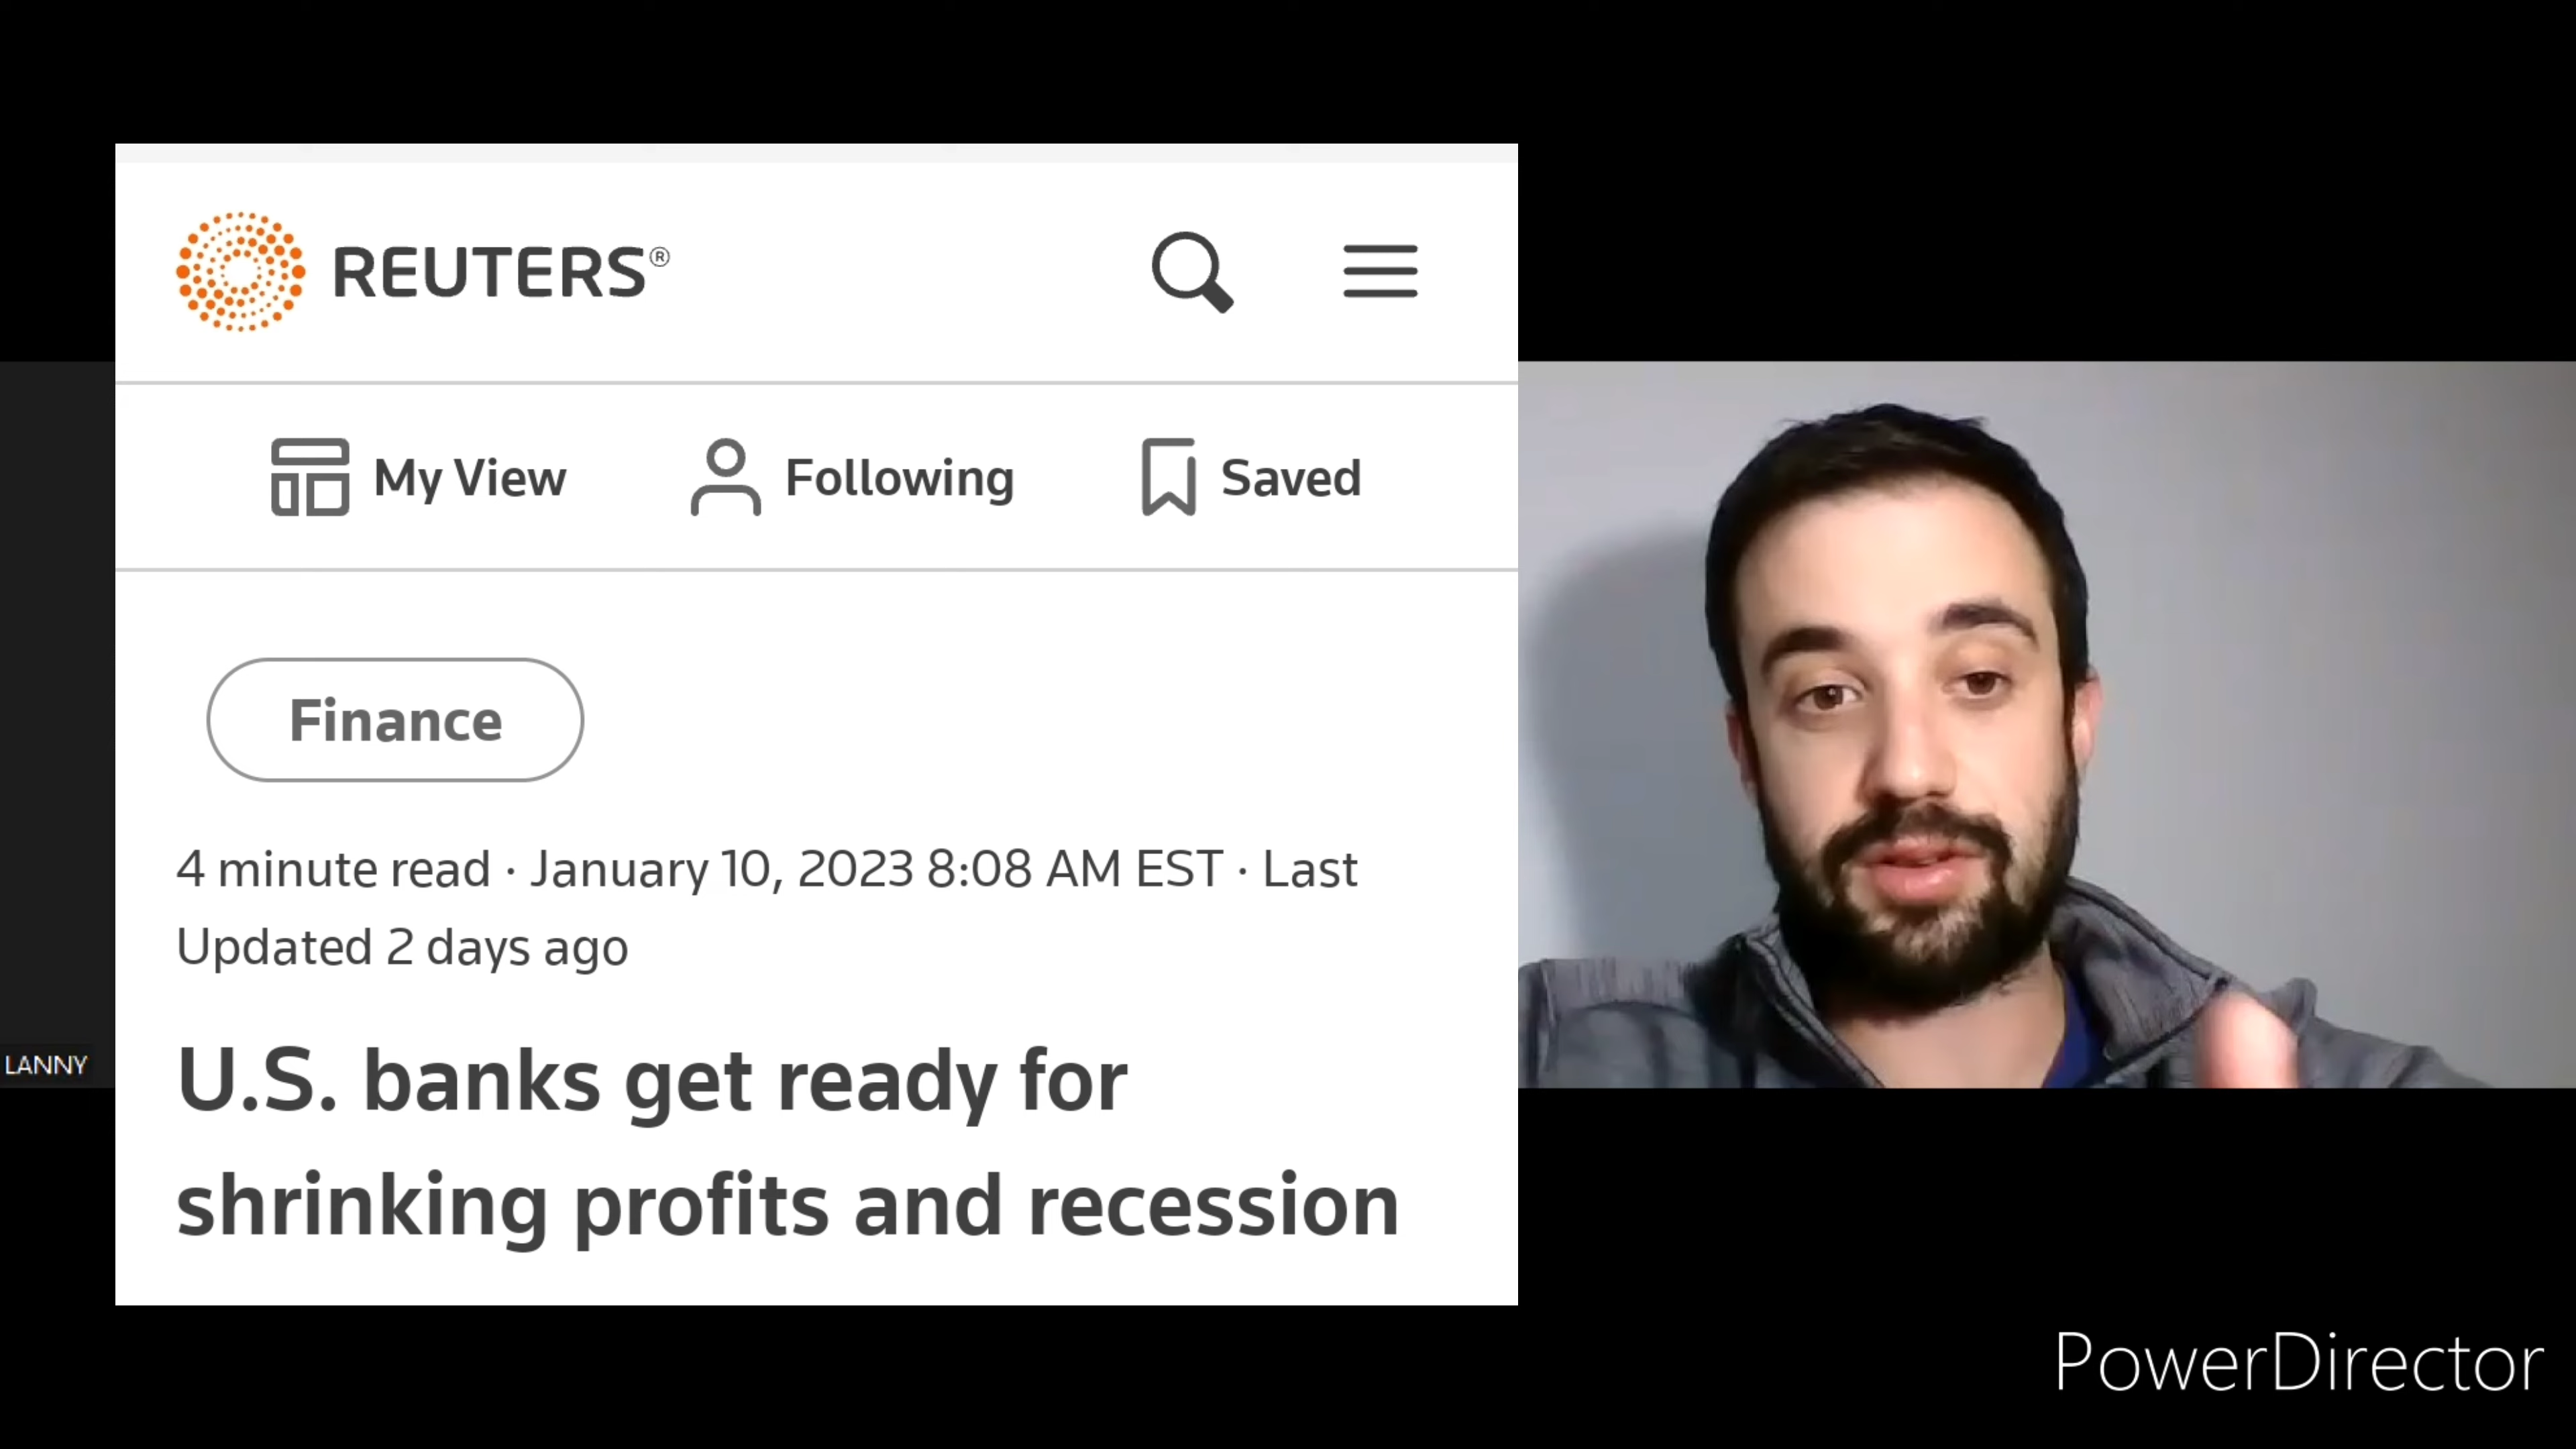 REUTERS®
My View Following Saved
Finance
4 minute read · January 10, 2023 8:08 AM EST · Last
Updated 2 days ago
U.S. banks get ready for
shrinking profits and recession
LANNY
PowerDirector